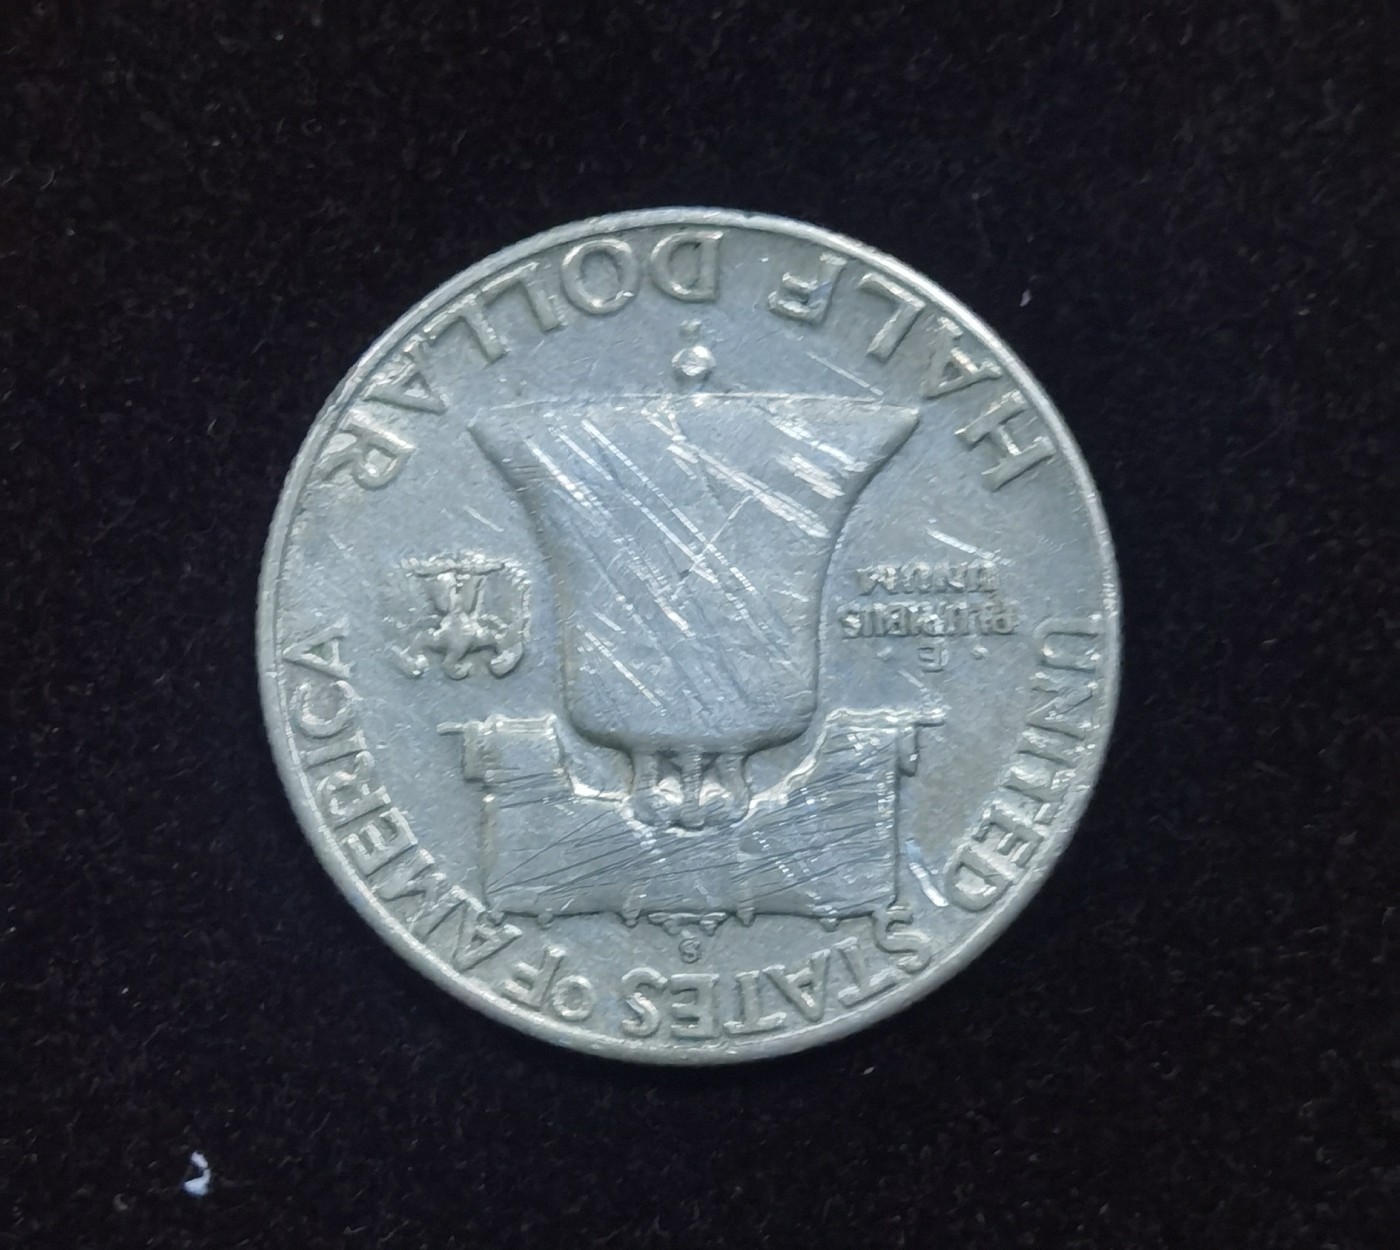 UNITED STATES OF AMERICA
S
E
PLURIBUS
UNUM
HALF DOLLAR